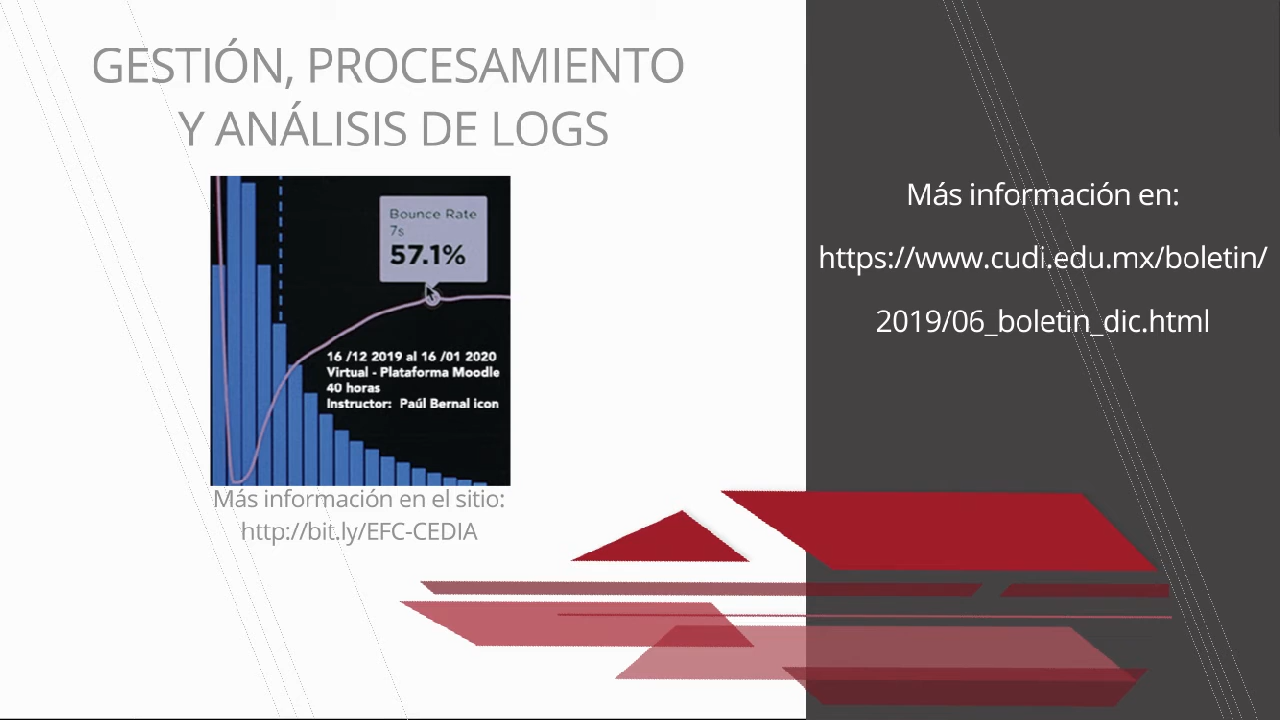 GESTIÓN, PROCESAMIENTO
Y ANÁLISIS DE LOGS
Bounce Rate
7s
57.1%
16 /12 2019 al 16 /01 2020
Virtual - Plataforma Moodle
40 horas
Instructor: Paúl Bernal icon
Más información en el sitio:
http://bit.ly/EFC-CEDIA
Más información en:
https://www.cudi.edu.mx/boletin/
2019/06_boletin_dic.html